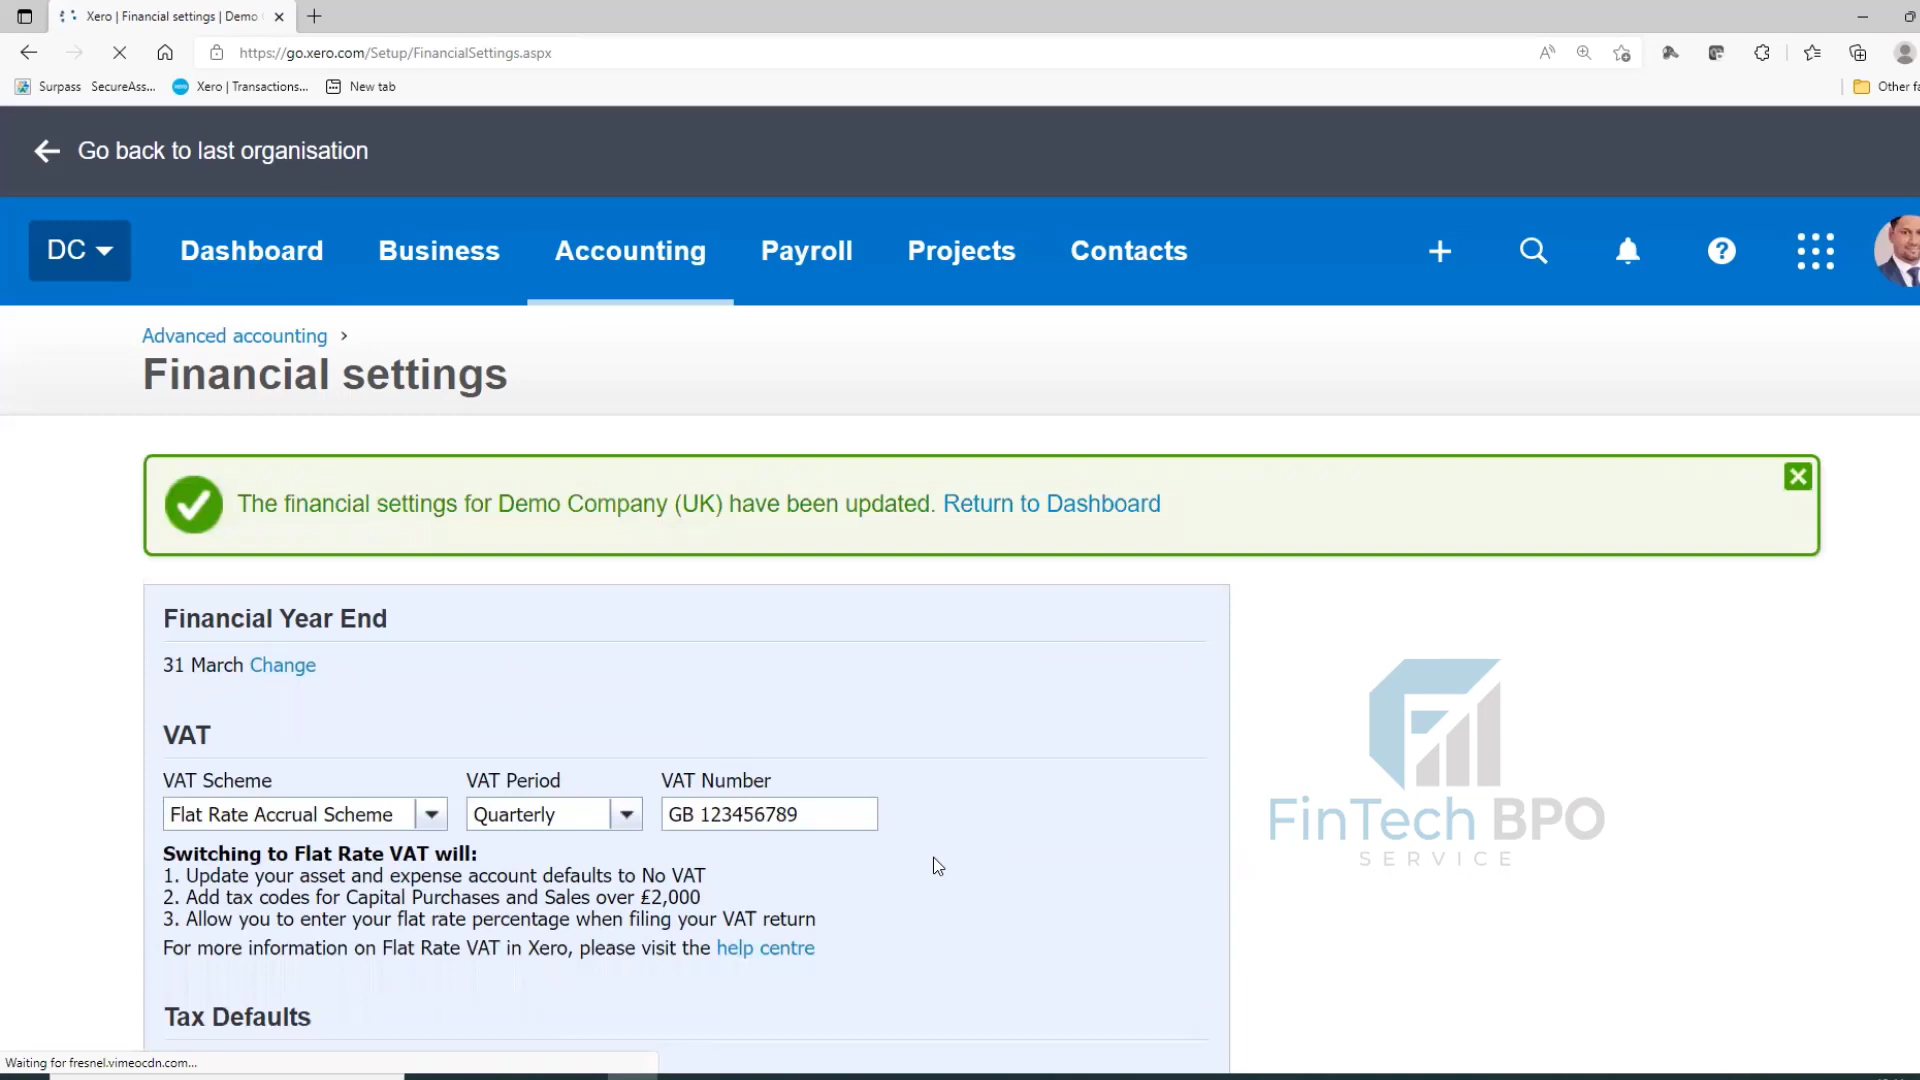 Xero | Financial settings | Demo
https://go.xero.com/Setup/FinancialSettings.aspx
Surpass SecureAss...
Xero | Transactions...
New tab
Other fa
Go back to last organisation
DC
Dashboard
Business
Accounting
Payroll
Projects
Contacts
Advanced accounting ›
Financial settings
The financial settings for Demo Company (UK) have been updated. Return to Dashboard
Financial Year End
31 March Change
VAT
VAT Scheme
VAT Period
VAT Number
Flat Rate Accrual Scheme
Quarterly
GB 123456789
Switching to Flat Rate VAT will:
1. Update your asset and expense account defaults to No VAT
2. Add tax codes for Capital Purchases and Sales over £2,000
3. Allow you to enter your flat rate percentage when filing your VAT return
For more information on Flat Rate VAT in Xero, please visit the help centre
FinTech BPO
SERVICE
Tax Defaults
Waiting for fresnel.vimeocdn.com...